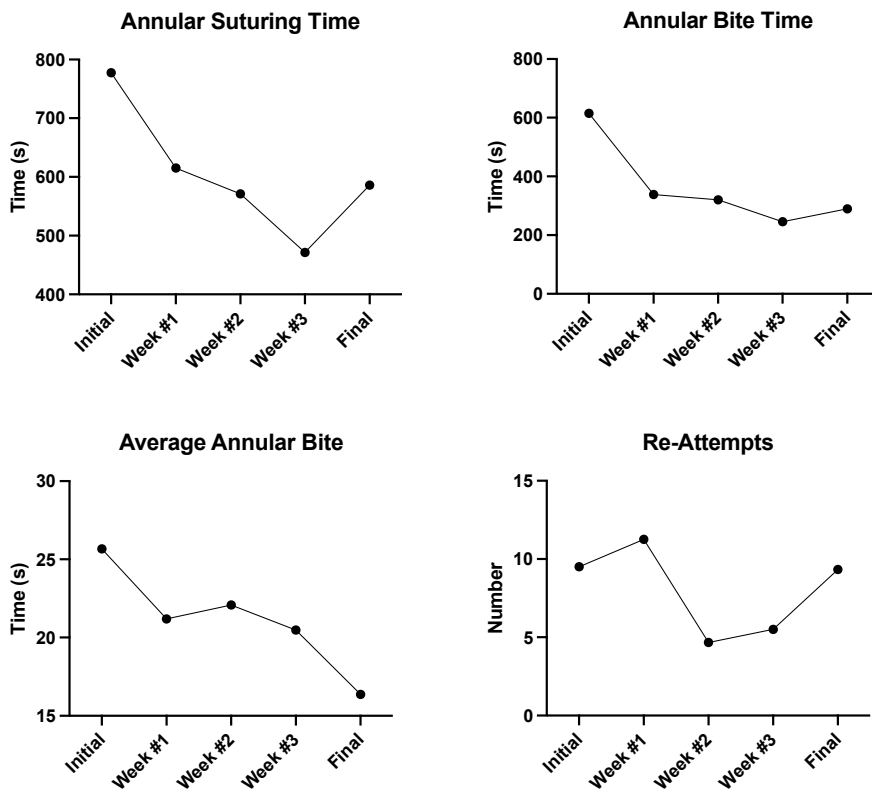 Annular Suturing Time
Time (s)
800
700
600
500
400
Initial
Week #1
Week #2
Week #3
Final
Annular Bite Time
Time (s)
800
600
400
200
0
Initial
Week #1
Week #2
Week #3
Final
Average Annular Bite
Time (s)
30
25
20
15
Initial
Week #1
Week #2
Week #3
Final
Re-Attempts
Number
15
10
5
0
Initial
Week #1
Week #2
Week #3
Final